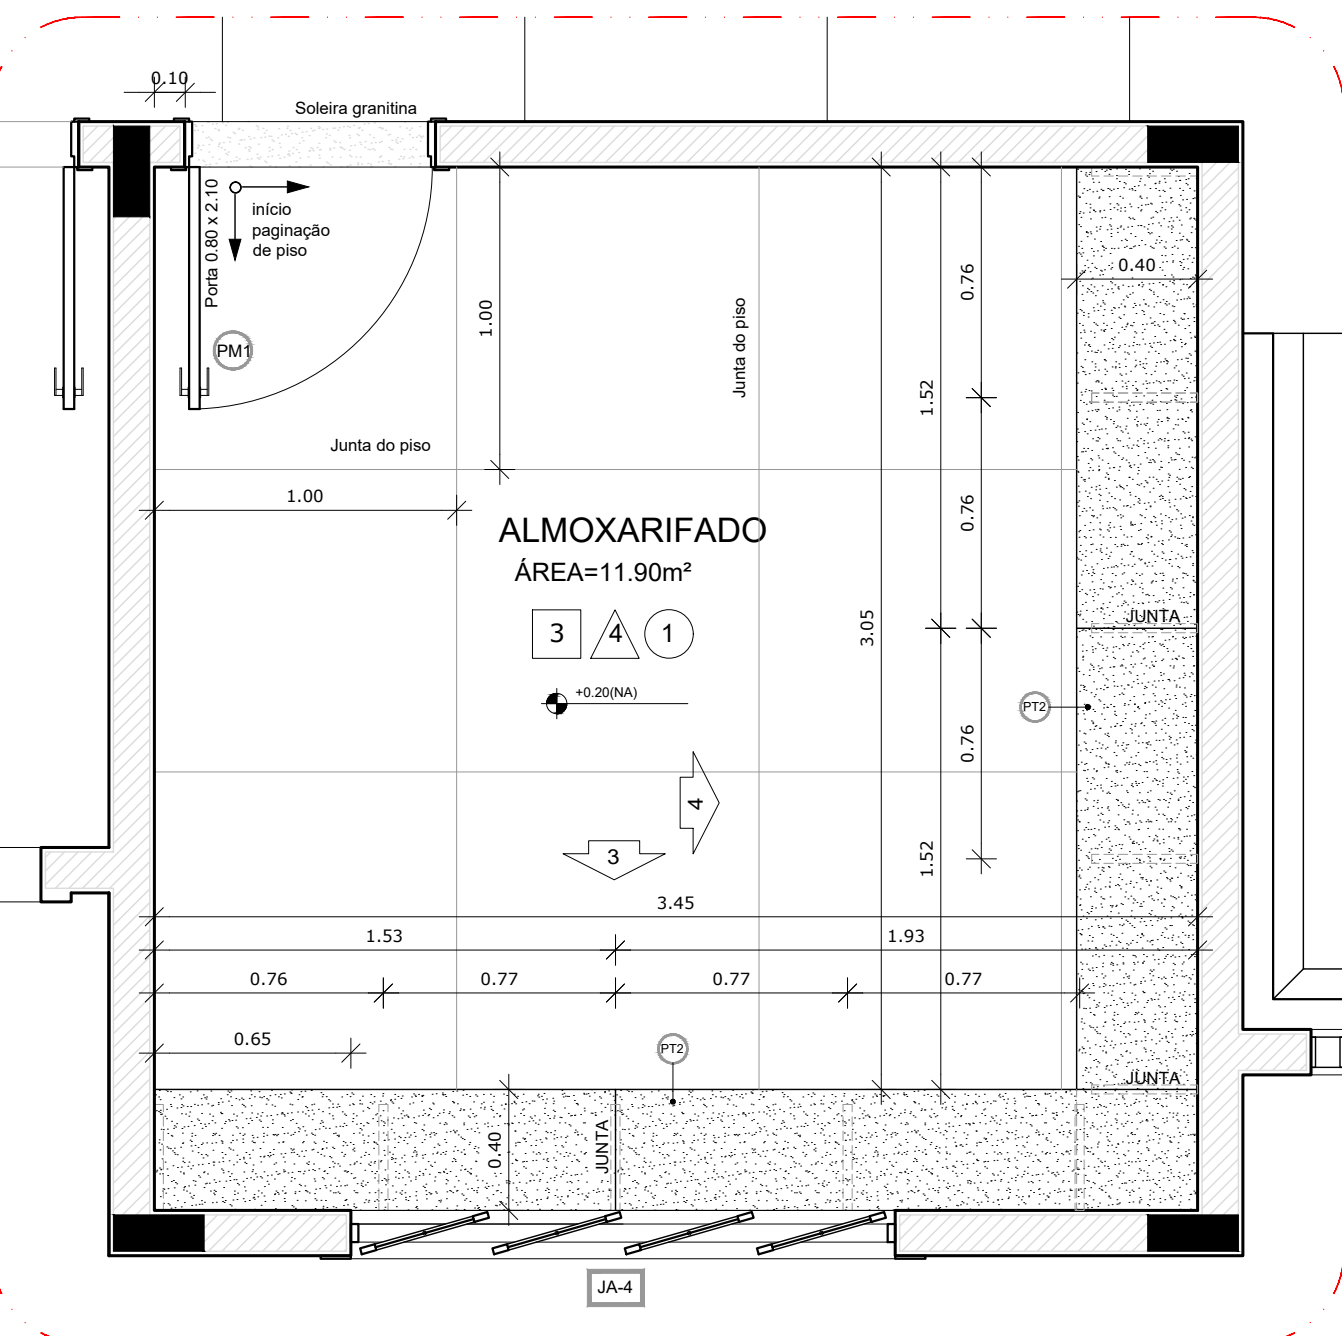 0.10
Soleira granitina
Porta 0.80 x 2.10
início
paginação
de piso
PM1
1.00
Junta do piso
0.76
0.40
1.52
Junta do piso
1.00
ALMOXARIFADO
ÁREA=11.90m²
3
4
1
0.76
3.05
JUNTA
+0.20(NA)
PT2
0.76
4
3
1.52
3.45
1.53
1.93
0.76
0.77
0.77
0.77
0.65
PT2
JUNTA
0.40
JUNTA
JA-4